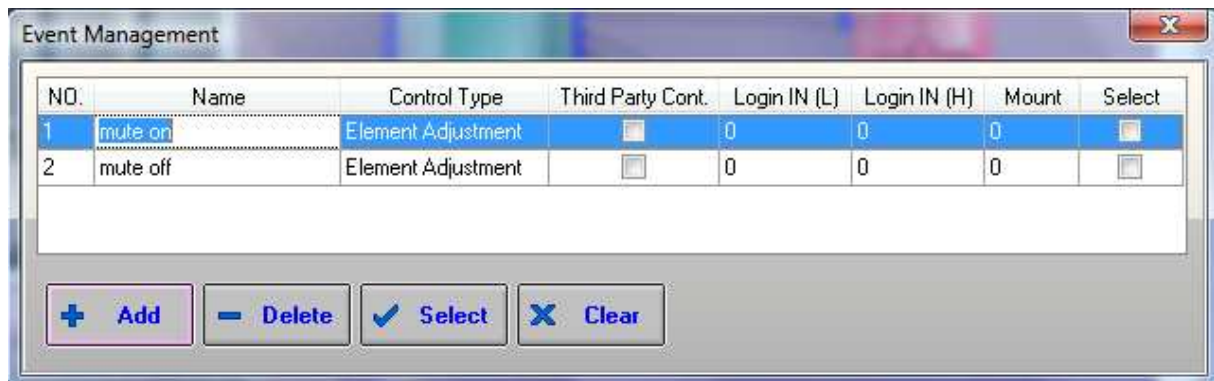 Event Management
NO. Name Control Type Third Party Cont. Login IN (L) Login IN (H) Mount Select
1 mute on Element Adjustment 0 0 0
2 mute off Element Adjustment 0 0 0
Add Delete Select Clear